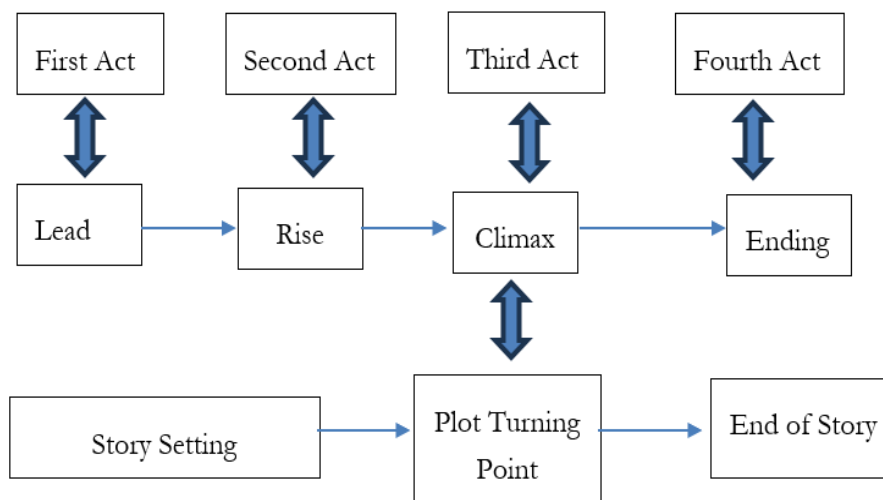 First Act
Second Act
Third Act
Fourth Act
Lead
Rise
Climax
Ending
Story Setting
Plot Turning
Point
End of Story